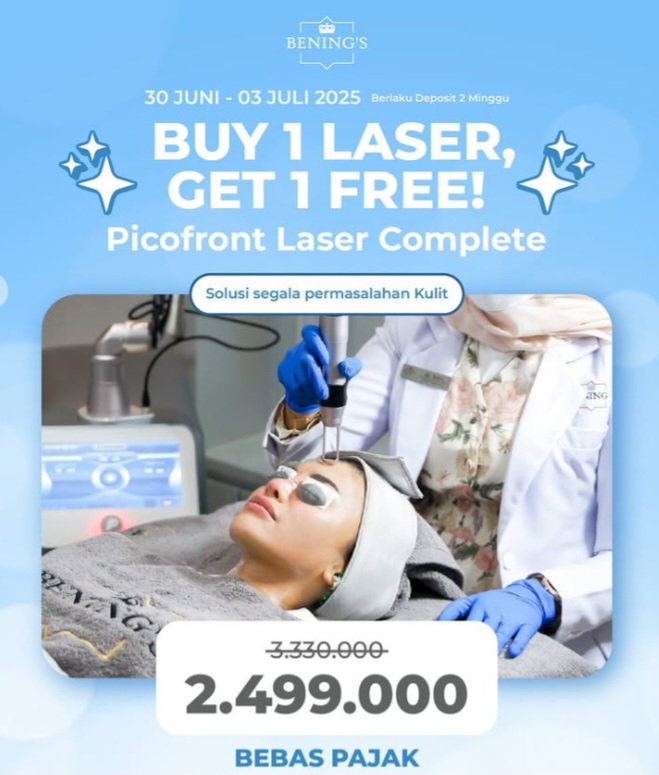 BENING'S
30 JUNI - 03 JULI 2025 Berlaku Deposit 2 Minggu
BUY 1 LASER,
GET 1 FREE!
Picofront Laser Complete
Solusi segala permasalahan Kulit
BENING
3.330.000
2.499.000
BEBAS PAJAK